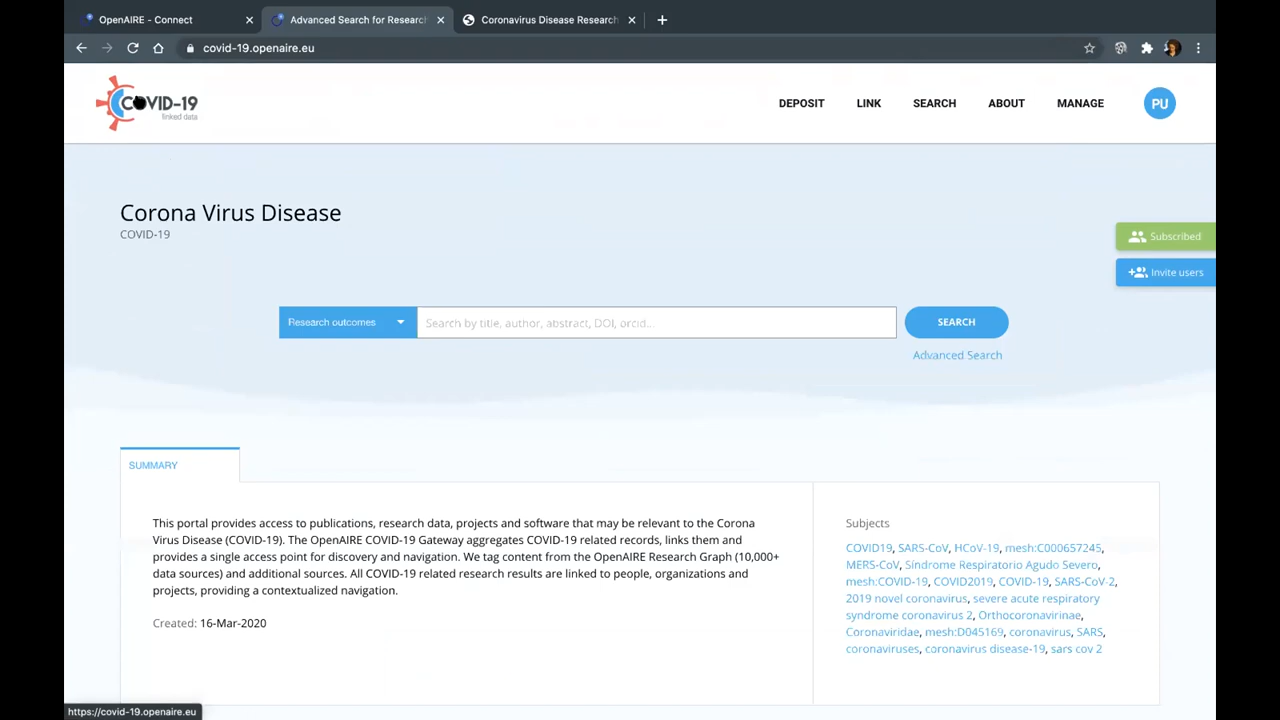 OpenAIRE - Connect
Advanced Search for Research
Coronavirus Disease Research
covid-19.openaire.eu
COVID-19
linked data
DEPOSIT LINK SEARCH ABOUT MANAGE PU
Corona Virus Disease
COVID-19
Subscribed
Invite users
Research outcomes
Search by title, author, abstract, DOI, orcid...
SEARCH
Advanced Search
SUMMARY
This portal provides access to publications, research data, projects and software that may be relevant to the Corona
Virus Disease (COVID-19). The OpenAIRE COVID-19 Gateway aggregates COVID-19 related records, links them and
provides a single access point for discovery and navigation. We tag content from the OpenAIRE Research Graph (10,000+
data sources) and additional sources. All COVID-19 related research results are linked to people, organizations and
projects, providing a contextualized navigation.
Created: 16-Mar-2020
Subjects
COVID19, SARS-CoV, HCoV-19, mesh:C000657245,
MERS-CoV, Síndrome Respiratorio Agudo Severo,
mesh:COVID-19, COVID2019, COVID-19, SARS-CoV-2,
2019 novel coronavirus, severe acute respiratory
syndrome coronavirus 2, Orthocoronavirinae,
Coronaviridae, mesh:D045169, coronavirus, SARS,
coronaviruses, coronavirus disease-19, sars cov 2
https://covid-19.openaire.eu